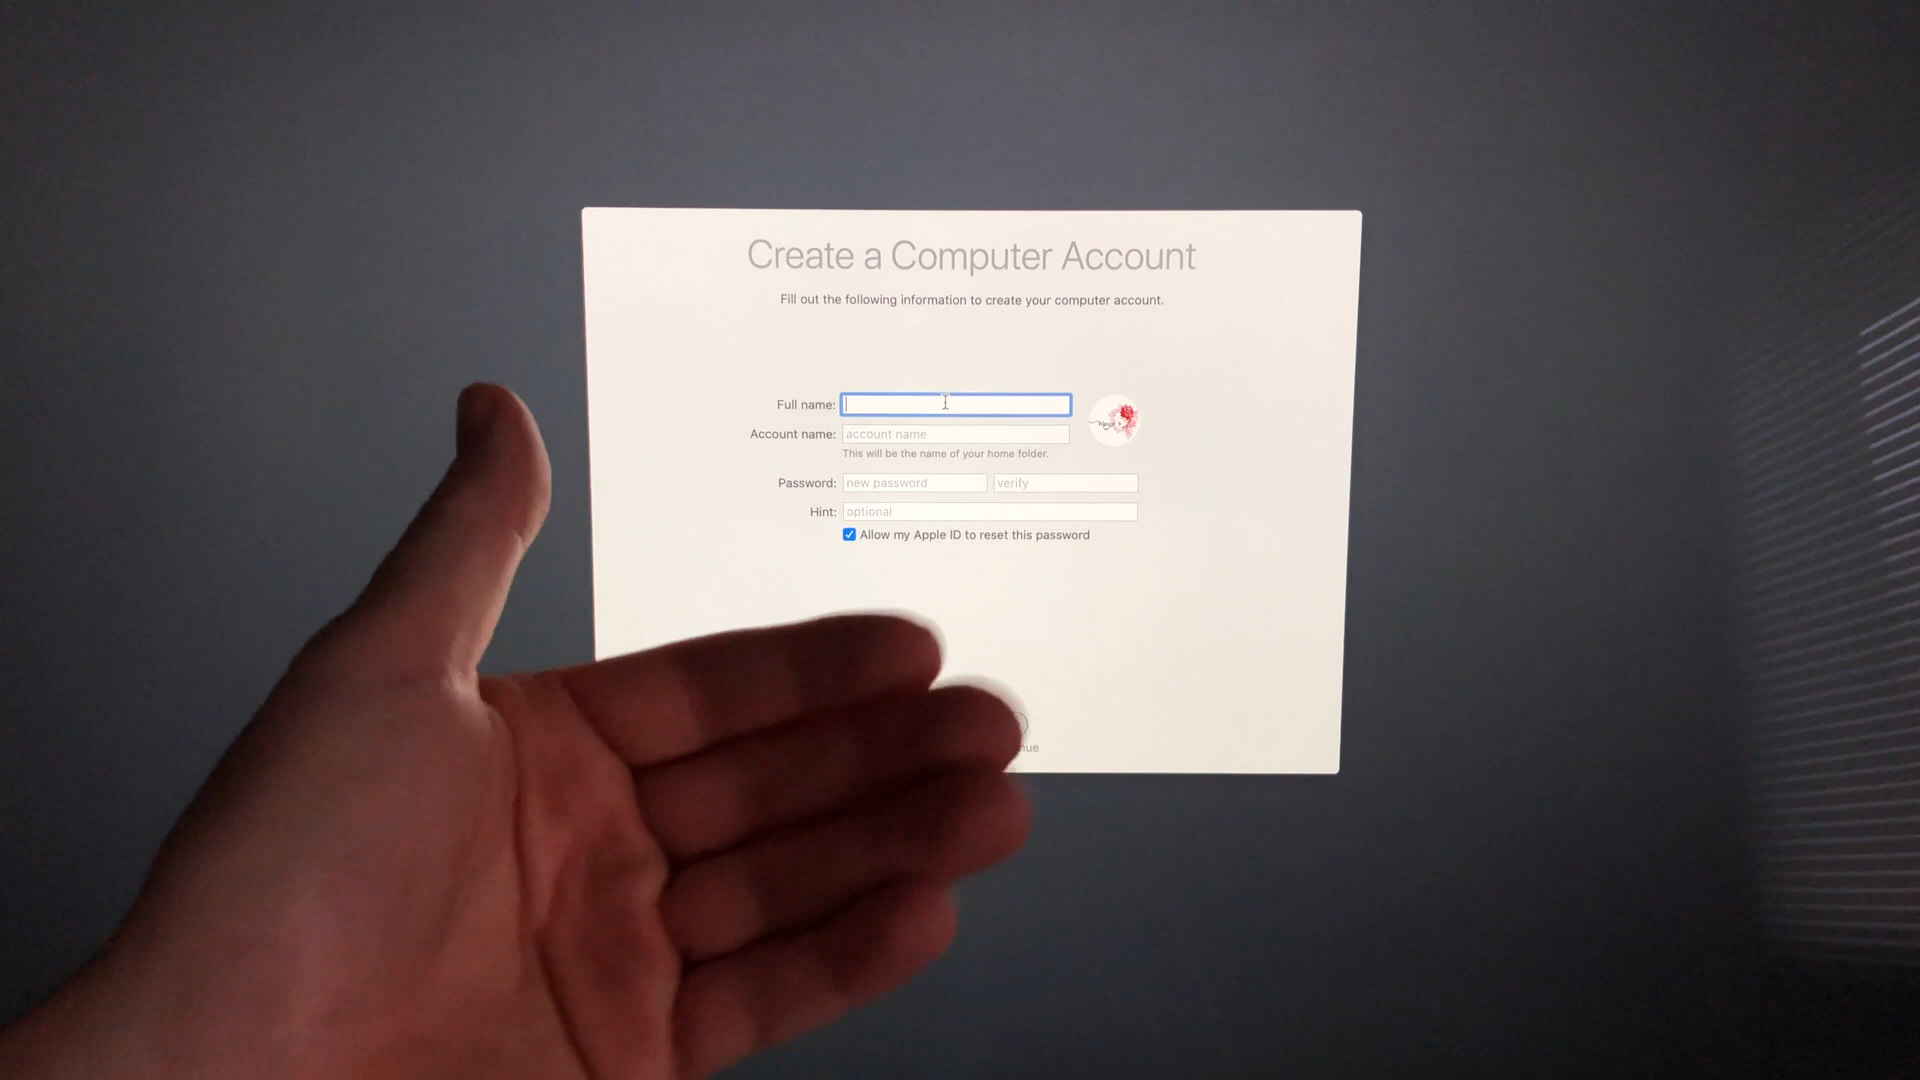 Create a Computer Account
Fill out the following information to create your computer account.
Full name:
Account name: account name
This will be the name of your home folder.
Password: new password verify
Hint: optional
Allow my Apple ID to reset this password